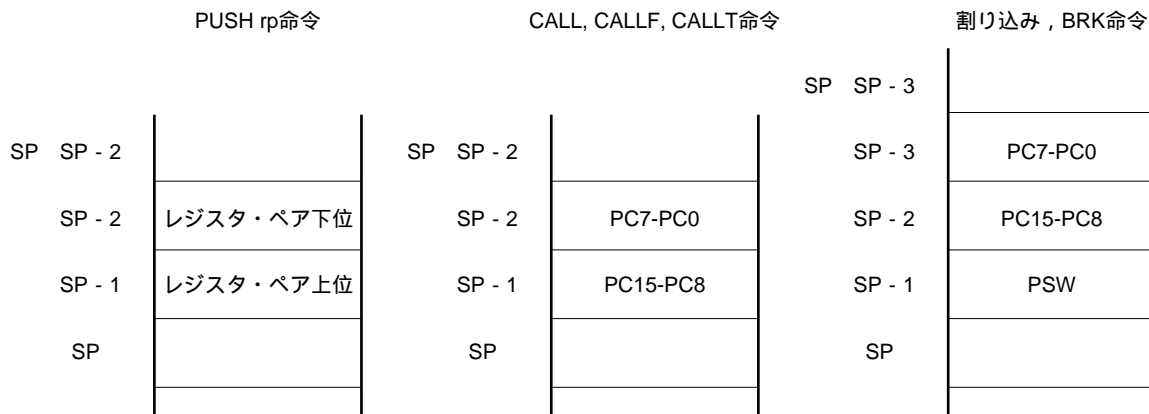 PUSH rp命令
CALL, CALLF, CALLT命令
割り込み , BRK命令
SP SP - 3
SP SP - 2
SP SP - 2
SP - 3
PC7-PC0
SP - 2
レジスタ・ペア下位
SP - 2
PC7-PC0
SP - 2
PC15-PC8
SP - 1
レジスタ・ペア上位
SP - 1
PC15-PC8
SP - 1
PSW
SP
SP
SP